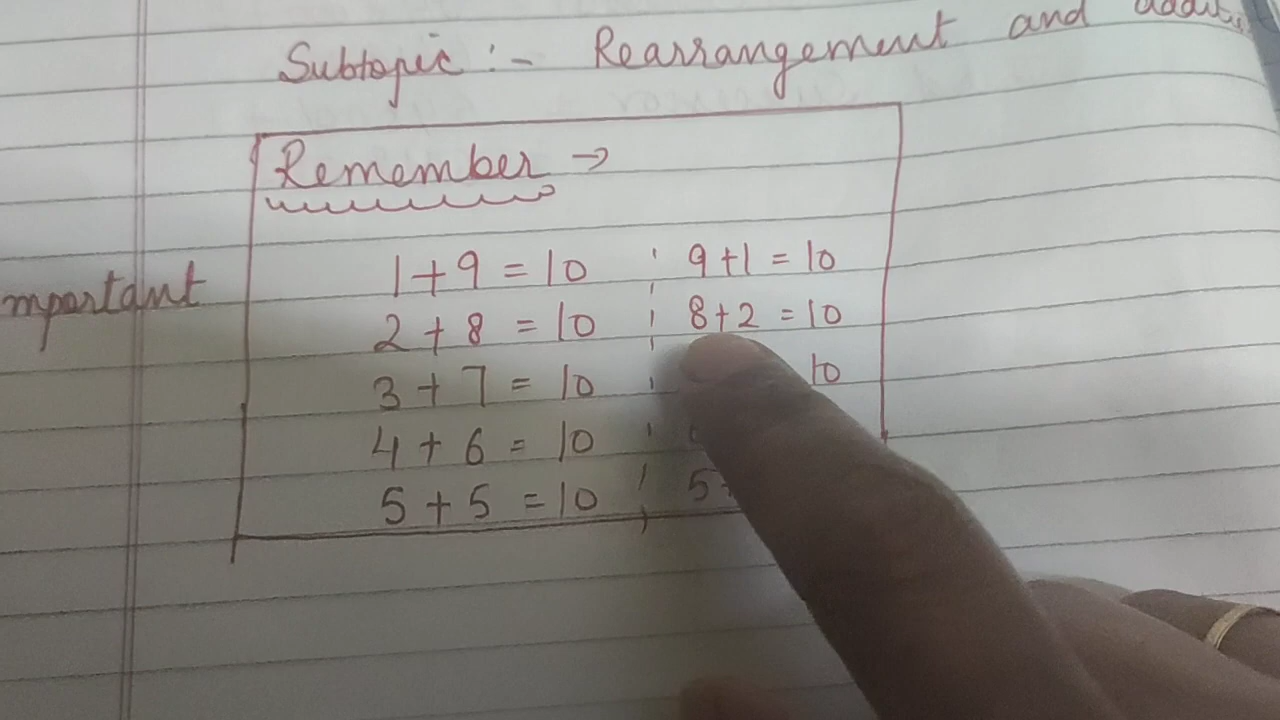 Subtopic :- Rearrangement and
Remember →
1 + 9 = 10 ¦ 9 + 1 = 10
mportant
2 + 8 = 10 ¦ 8 + 2 = 10
3 + 7 = 10 ¦ 10
4 + 6 = 10 ¦
5 + 5 = 10 ¦ 5